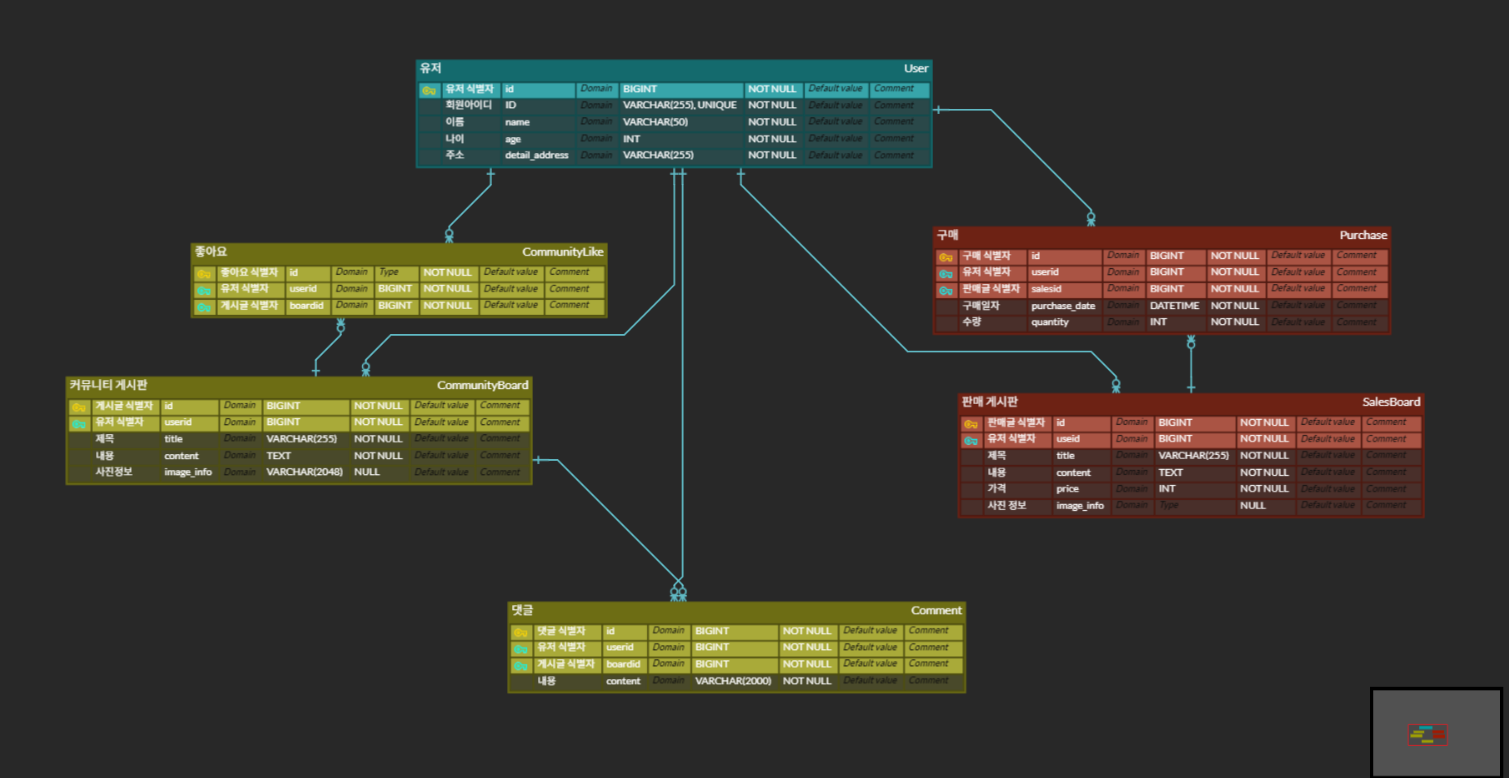 유저 User
유저 식별자 id Domain BIGINT NOT NULL Default value Comment
회원아이디 ID Domain VARCHAR(255), UNIQUE NOT NULL Default value Comment
이름 name Domain VARCHAR(50) NOT NULL Default value Comment
나이 age Domain INT NOT NULL Default value Comment
주소 detail_address Domain VARCHAR(255) NOT NULL Default value Comment
좋아요 CommunityLike
좋아요 식별자 id Domain Type NOT NULL Default value Comment
유저 식별자 userid Domain BIGINT NOT NULL Default value Comment
게시글 식별자 boardid Domain BIGINT NOT NULL Default value Comment
구매 Purchase
구매 식별자 id Domain BIGINT NOT NULL Default value Comment
유저 식별자 userid Domain BIGINT NOT NULL Default value Comment
판매글 식별자 salesid Domain BIGINT NOT NULL Default value Comment
구매일자 purchase_date Domain DATETIME NOT NULL Default value Comment
수량 quantity Domain INT NOT NULL Default value Comment
커뮤니티 게시판 CommunityBoard
게시글 식별자 id Domain BIGINT NOT NULL Default value Comment
유저 식별자 userid Domain BIGINT NOT NULL Default value Comment
제목 title Domain VARCHAR(255) NOT NULL Default value Comment
내용 content Domain TEXT NOT NULL Default value Comment
사진정보 image_info Domain VARCHAR(2048) NULL Default value Comment
판매 게시판 SalesBoard
판매글 식별자 id Domain BIGINT NOT NULL Default value Comment
유저 식별자 useid Domain BIGINT NOT NULL Default value Comment
제목 title Domain VARCHAR(255) NOT NULL Default value Comment
내용 content Domain TEXT NOT NULL Default value Comment
가격 price Domain INT NOT NULL Default value Comment
사진 정보 image_info Domain Type NULL Default value Comment
댓글 Comment
댓글 식별자 id Domain BIGINT NOT NULL Default value Comment
유저 식별자 userid Domain BIGINT NOT NULL Default value Comment
게시글 식별자 boardid Domain BIGINT NOT NULL Default value Comment
내용 content Domain VARCHAR(2000) NOT NULL Default value Comment